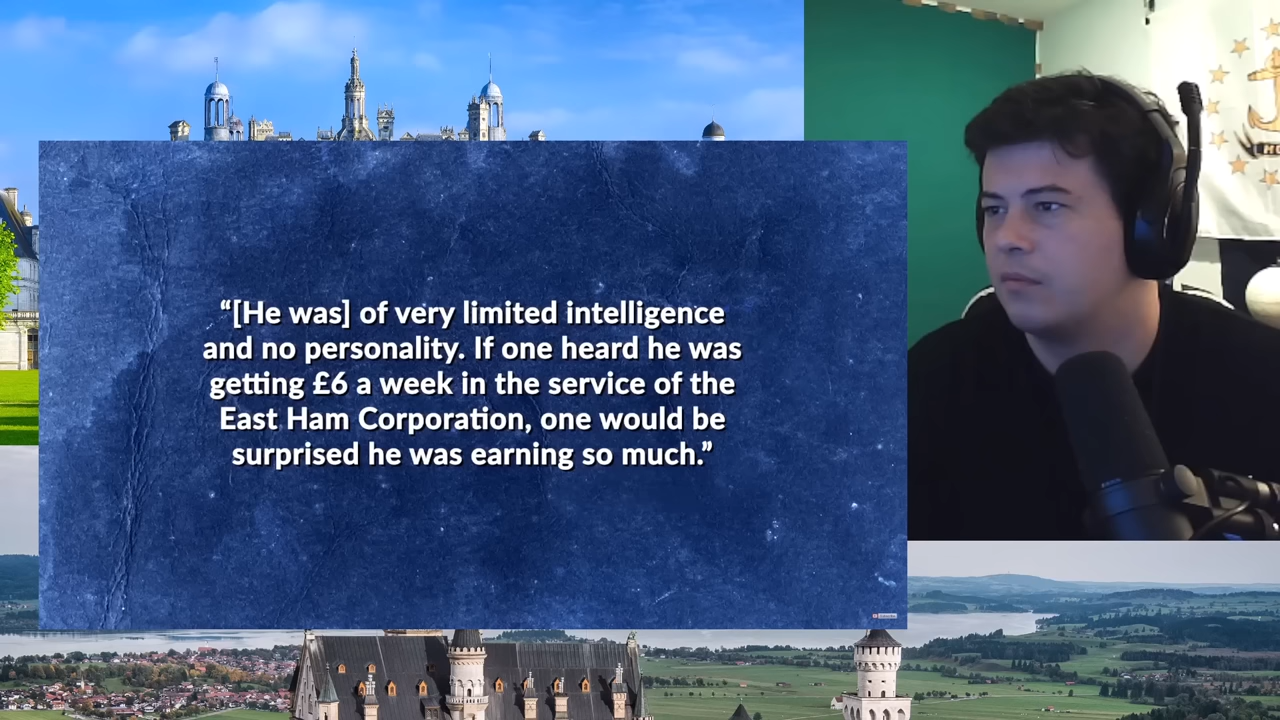 “[He was] of very limited intelligence
and no personality. If one heard he was
getting £6 a week in the service of the
East Ham Corporation, one would be
surprised he was earning so much.”